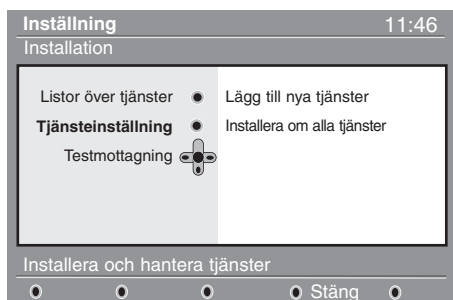 Inställning 11:46
Installation
Listor över tjänster Lägg till nya tjänster
Tjänsteinställning Installera om alla tjänster
Testmottagning
Installera och hantera tjänster
Stäng